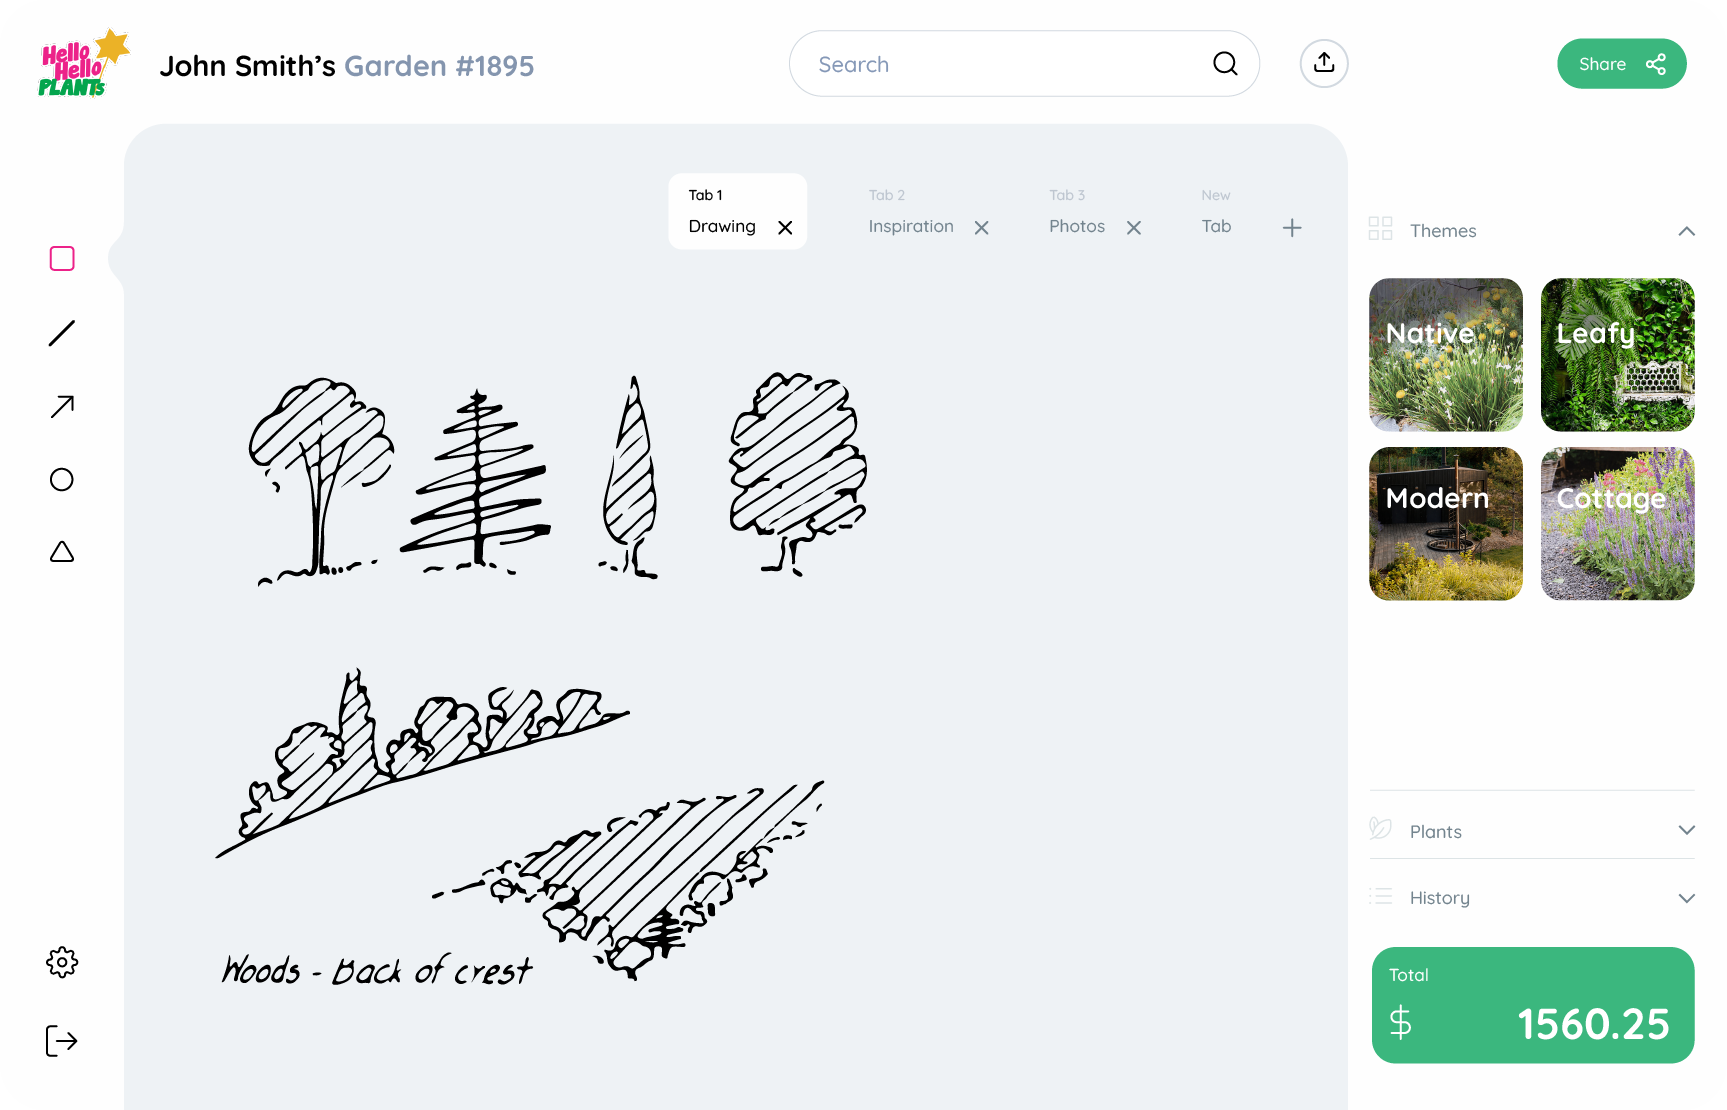 Hello
Hello
PLANTS
John Smith's Garden #1895
Search
Share
Tab 1
Drawing
Tab 2
Inspiration
Tab 3
Photos
New
Tab
Themes
Native
Leafy
Modern
Cottage
Plants
History
Woods - Back of crest
Total
$ 1560.25